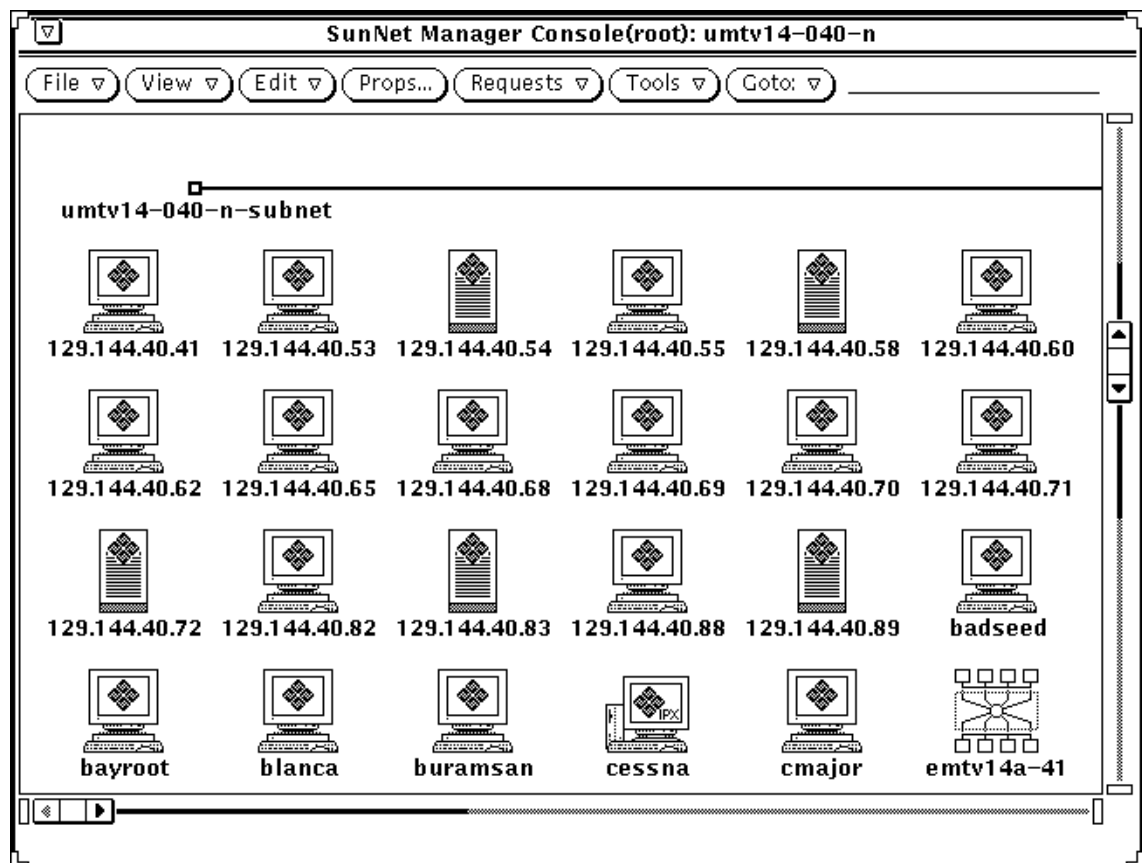 SunNet Manager Console(root): umtv14-040-n
File View Edit Props... Requests Tools Goto:
umtv14-040-n-subnet
129.144.40.41 129.144.40.53 129.144.40.54 129.144.40.55 129.144.40.58 129.144.40.60
129.144.40.62 129.144.40.65 129.144.40.68 129.144.40.69 129.144.40.70 129.144.40.71
129.144.40.72 129.144.40.82 129.144.40.83 129.144.40.88 129.144.40.89 badseed
IPX
bayroot blanca buramsan cessna cmajor emtv14a-41